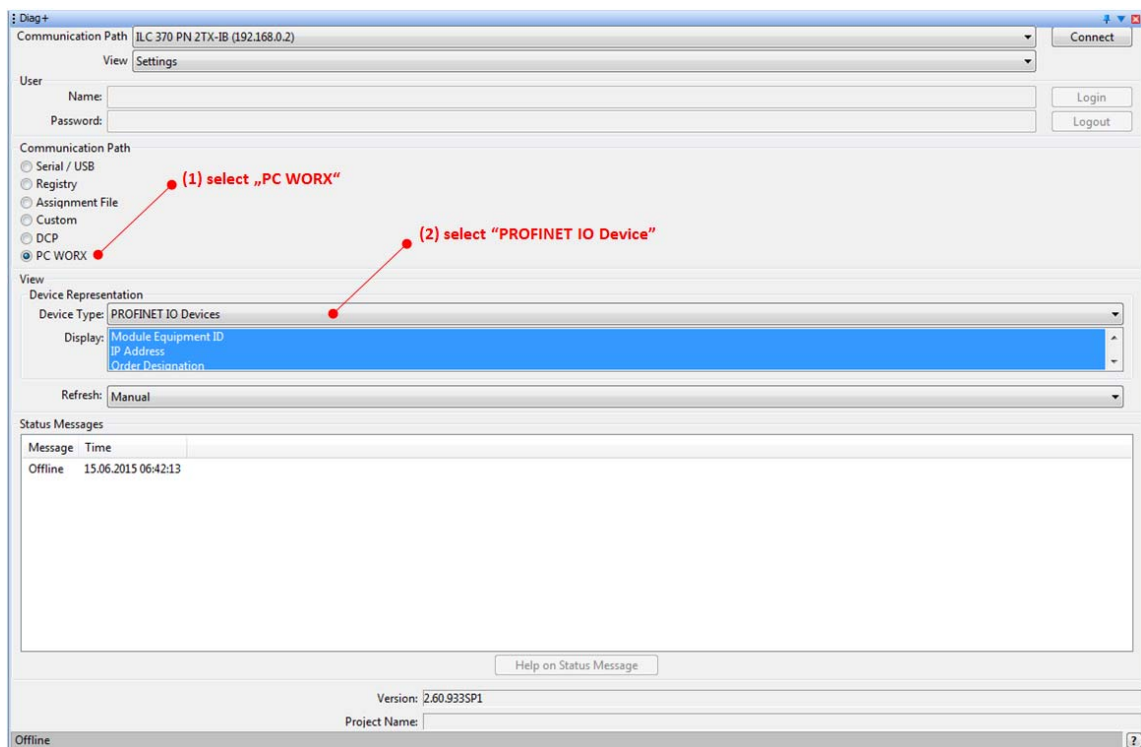 Diag+
Communication Path ILC 370 PN 2TX-IB (192.168.0.2) Connect
View Settings
User
Name: Login
Password: Logout
Communication Path
Serial / USB
Registry
(1) select „PC WORX“
Assignment File
Custom
DCP
(2) select “PROFINET IO Device”
PC WORX
View
Device Representation
Device Type: PROFINET IO Devices
Display: Module Equipment ID
IP Address
Order Designation
Refresh: Manual
Status Messages
Message Time
Offline 15.06.2015 06:42:13
Help on Status Message
Version: 2.60.933SP1
Project Name:
Offline ?